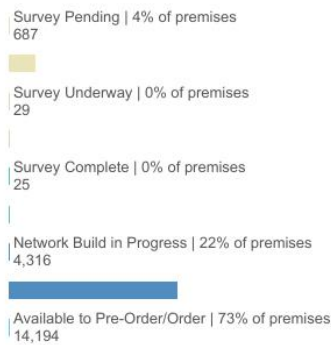 Survey Pending | 4% of premises
687
Survey Underway | 0% of premises
29
Survey Complete | 0% of premises
25
Network Build in Progress | 22% of premises
4,316
Available to Pre-Order/Order | 73% of premises
14,194